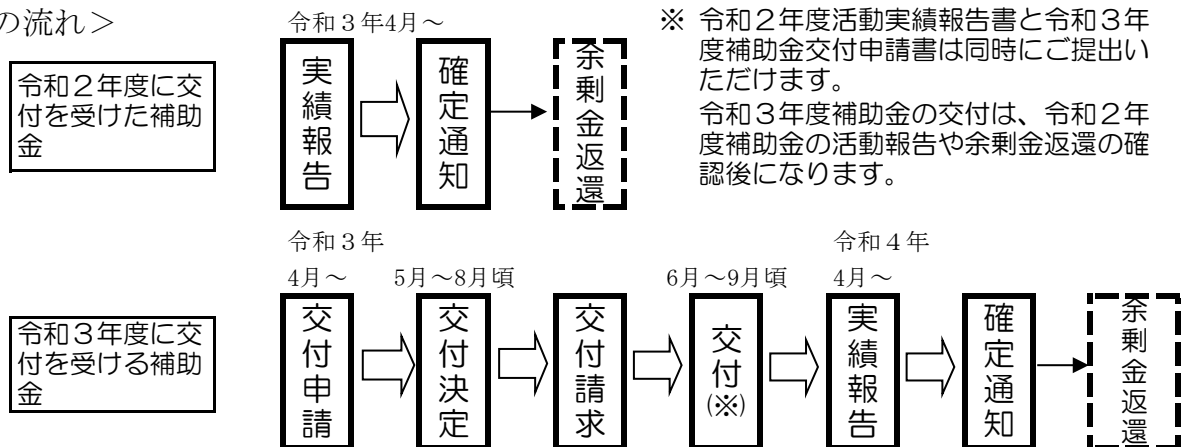 の流れ＞
令和３年4月～
令和２年度に交
付を受けた補助
金
実績報告
確定通知
余剰金返還
※ 令和２年度活動実績報告書と令和３年
度補助金交付申請書は同時にご提出い
ただけます。
令和３年度補助金の交付は、令和２年
度補助金の活動報告や余剰金返還の確
認後になります。
令和３年
4月～
5月～8月頃
6月～9月頃
令和４年
4月～
令和３年度に交
付を受ける補助
金
交付申請
交付決定
交付請求
交付(※)
実績報告
確定通知
余剰金返還